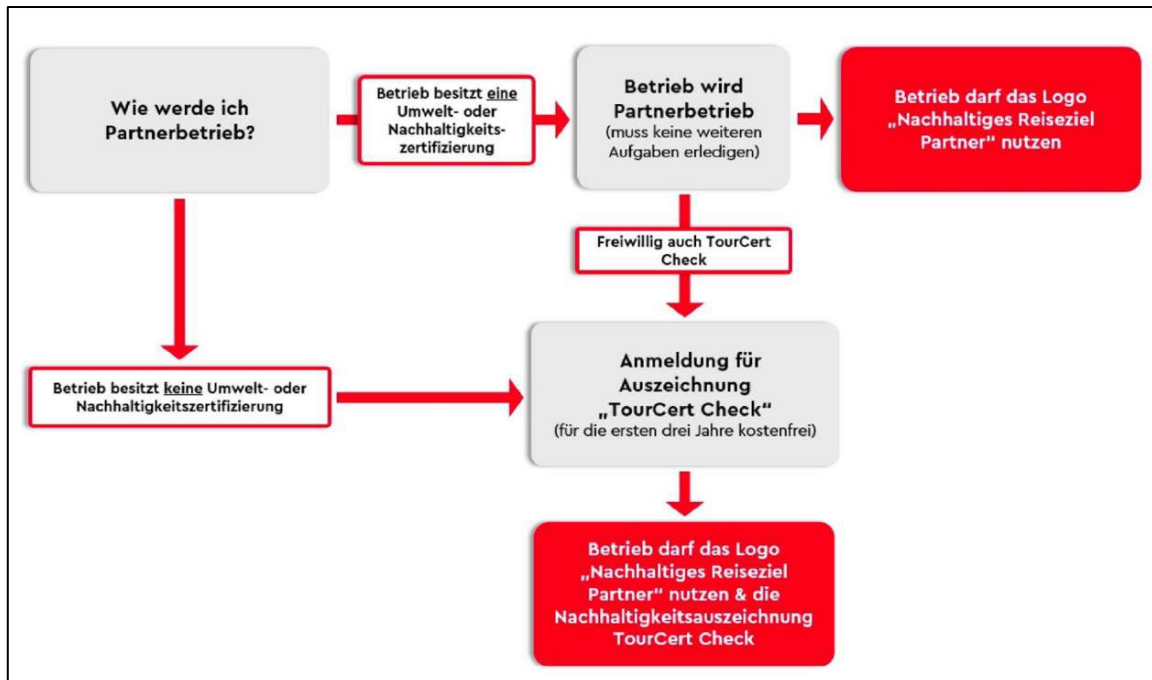 Wie werde ich
Partnerbetrieb?
Betrieb besitzt eine
Umwelt- oder
Nachhaltigkeits-
zertifizierung
Betrieb wird
Partnerbetrieb
(muss keine weiteren
Aufgaben erledigen)
Betrieb darf das Logo
„Nachhaltiges Reiseziel
Partner“ nutzen
Freiwillig auch TourCert
Check
Betrieb besitzt keine Umwelt- oder
Nachhaltigkeitszertifizierung
Anmeldung für
Auszeichnung
„TourCert Check“
(für die ersten drei Jahre kostenfrei)
Betrieb darf das Logo
„Nachhaltiges Reiseziel
Partner“ nutzen & die
Nachhaltigkeitsauszeichnung
TourCert Check